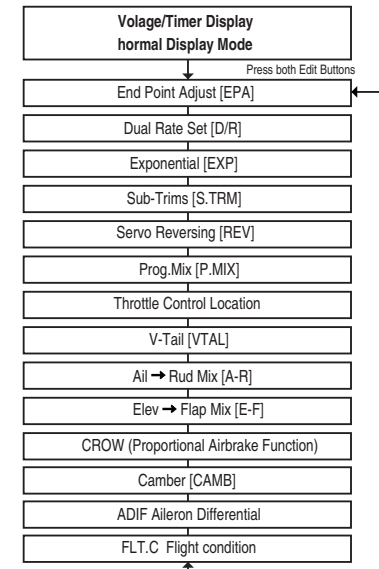 Volage/Timer Display
hormal Display Mode
Press both Edit Buttons
End Point Adjust [EPA]
Dual Rate Set [D/R]
Exponential [EXP]
Sub-Trims [S.TRM]
Servo Reversing [REV]
Prog.Mix [P.MIX]
Throttle Control Location
V-Tail [VTAL]
Ail → Rud Mix [A-R]
Elev → Flap Mix [E-F]
CROW (Proportional Airbrake Function)
Camber [CAMB]
ADIF Aileron Differential
FLT.C Flight condition